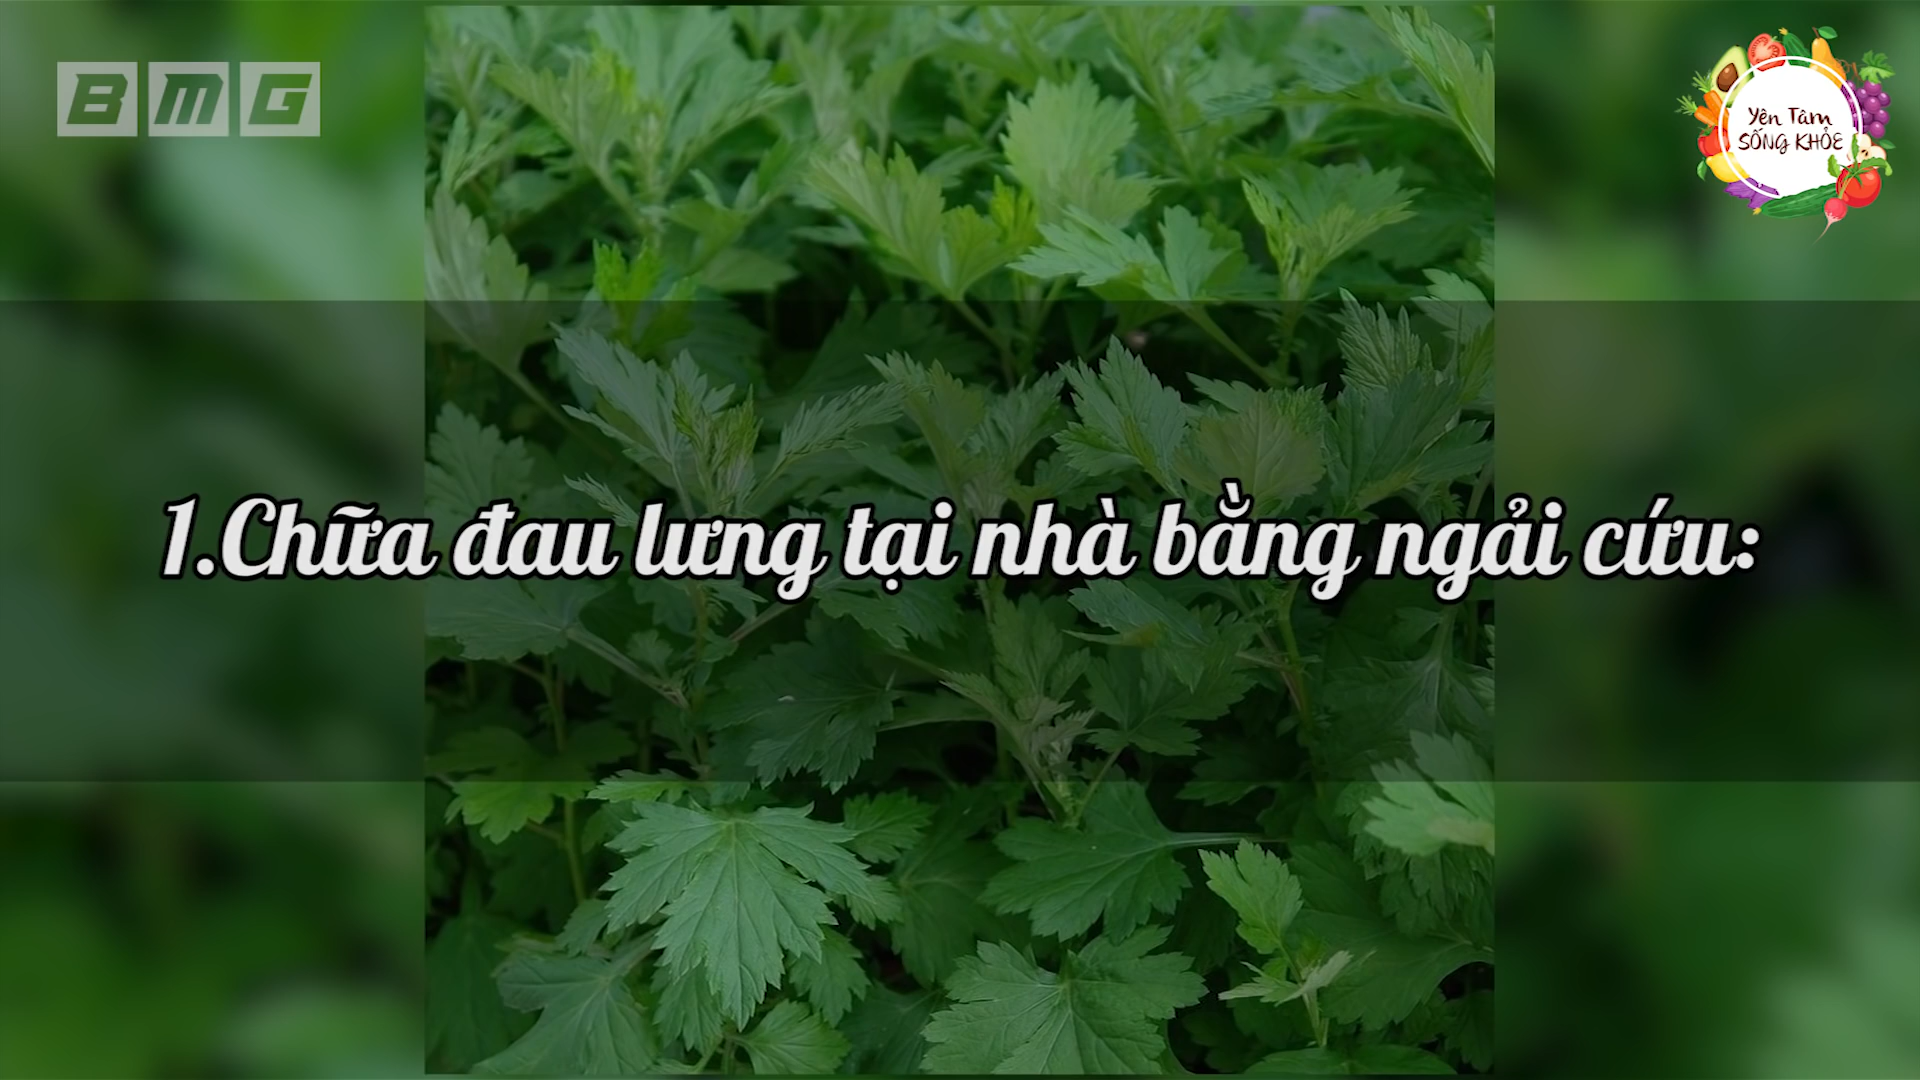 BMG
Yên Tâm
SỐNG KHỎE
1.Chữa đau lưng tại nhà bằng ngải cứu: